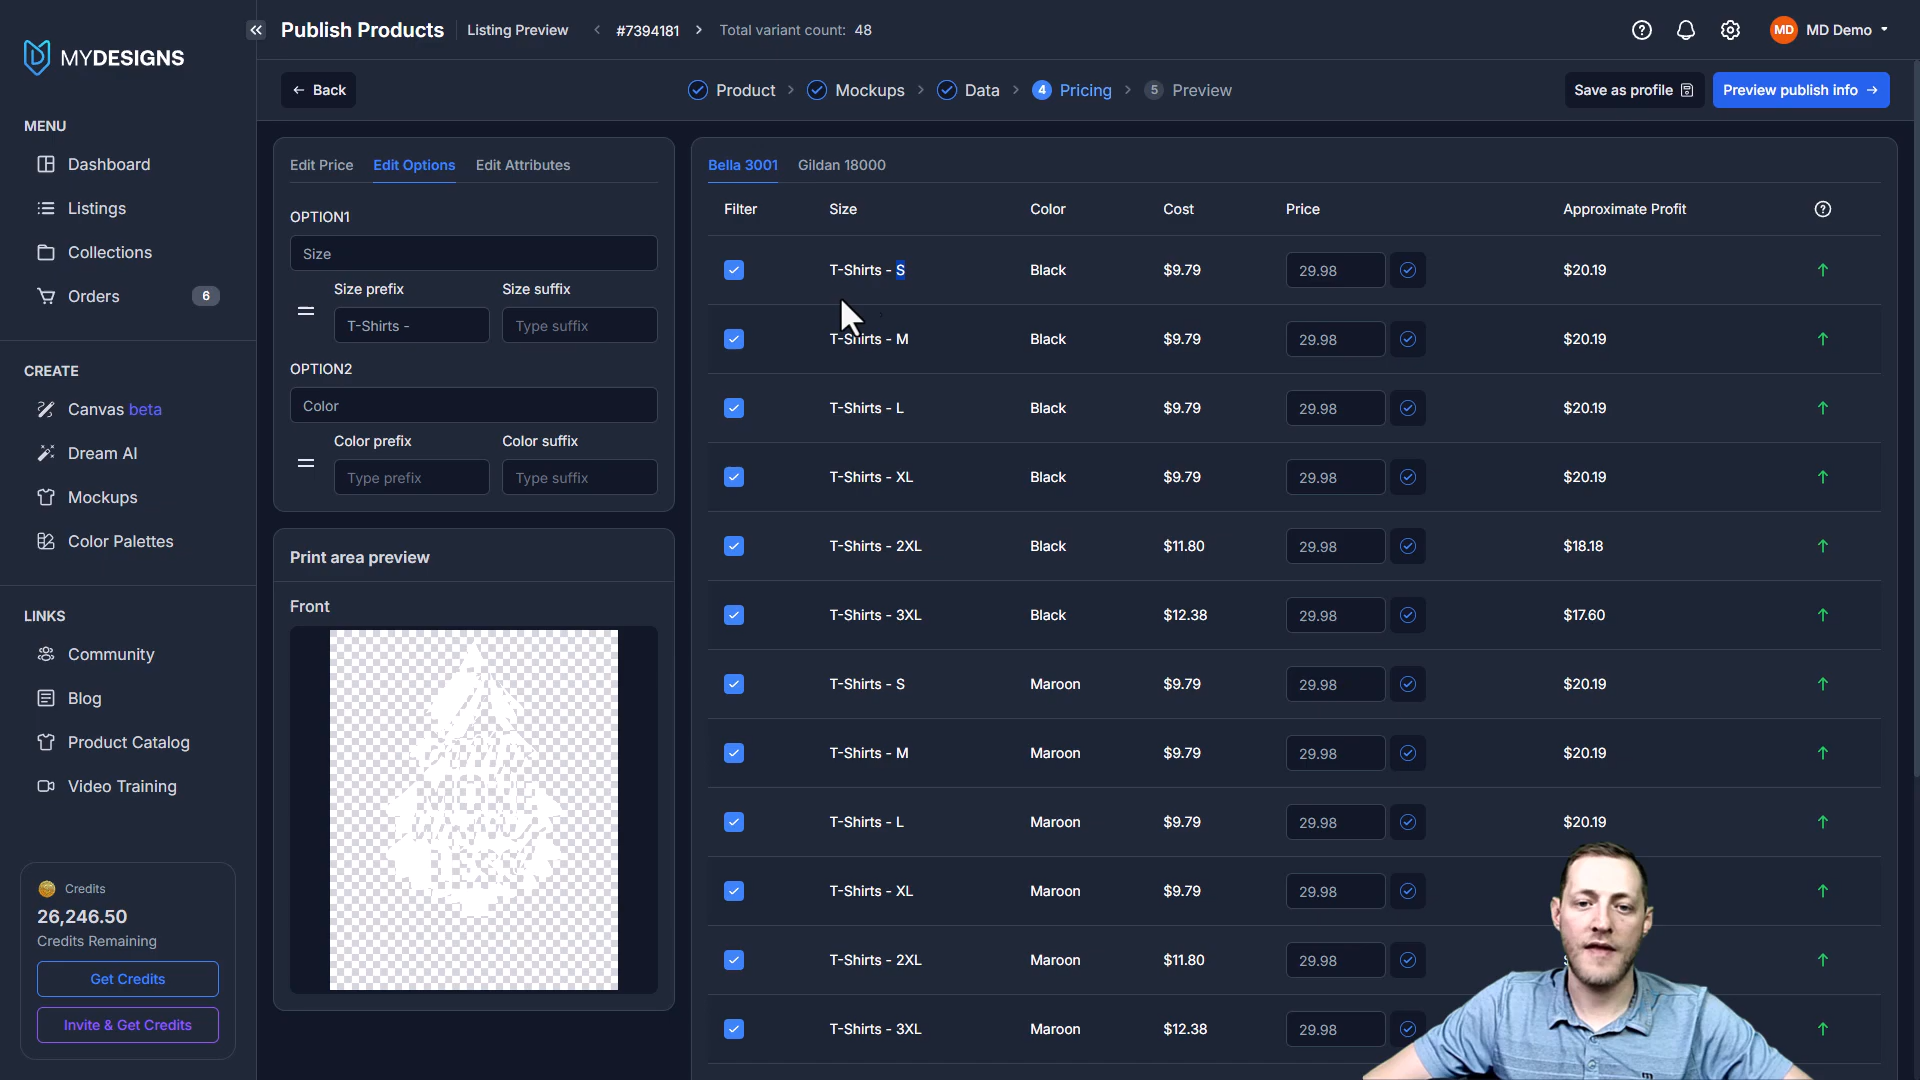 MYDESIGNS
Publish Products
Listing Preview
#7394181
Total variant count: 48
MD
MD Demo
Back
Product
Mockups
Data
4 Pricing
5 Preview
Save as profile
Preview publish info
MENU
Dashboard
Listings
Collections
Orders 6
CREATE
Canvas beta
Dream AI
Mockups
Color Palettes
LINKS
Community
Blog
Product Catalog
Video Training
Credits
26,246.50
Credits Remaining
Get Credits
Invite & Get Credits
Edit Price Edit Options Edit Attributes
OPTION1
Size
Size prefix Size suffix
T-Shirts - Type suffix
OPTION2
Color
Color prefix Color suffix
Type prefix Type suffix
Print area preview
Front
Bella 3001 Gildan 18000
Filter Size Color Cost Price Approximate Profit
T-Shirts - S Black $9.79 29.98 $20.19
T-Shirts - M Black $9.79 29.98 $20.19
T-Shirts - L Black $9.79 29.98 $20.19
T-Shirts - XL Black $9.79 29.98 $20.19
T-Shirts - 2XL Black $11.80 29.98 $18.18
T-Shirts - 3XL Black $12.38 29.98 $17.60
T-Shirts - S Maroon $9.79 29.98 $20.19
T-Shirts - M Maroon $9.79 29.98 $20.19
T-Shirts - L Maroon $9.79 29.98 $20.19
T-Shirts - XL Maroon $9.79 29.98
T-Shirts - 2XL Maroon $11.80 29.98
T-Shirts - 3XL Maroon $12.38 29.98